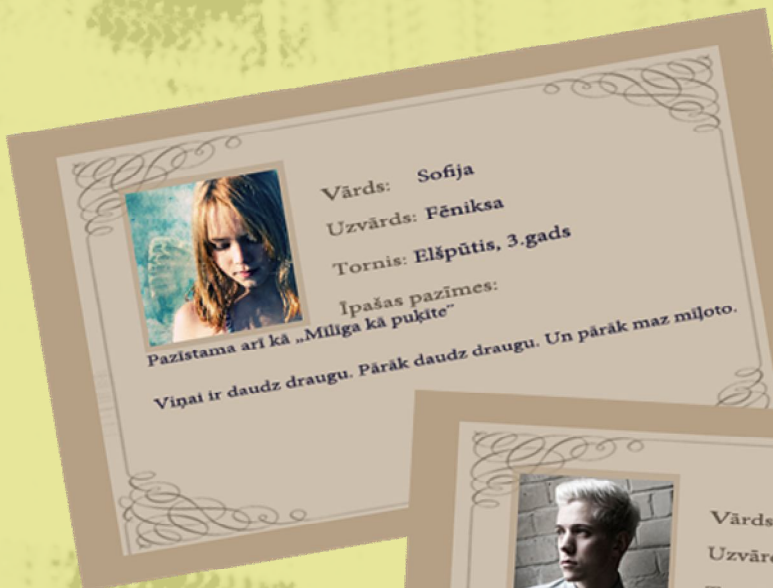 Vārds: Sofija
Uzvārds: Fēniksa
Tornis: Elšpūtis, 3.gads
Īpašas pazīmes:
Pazīstama arī kā „Mīlīga kā puķīte"
Viņai ir daudz draugu. Pārāk daudz draugu. Un pārāk maz mīļoto.
Vārds
Uzvārd